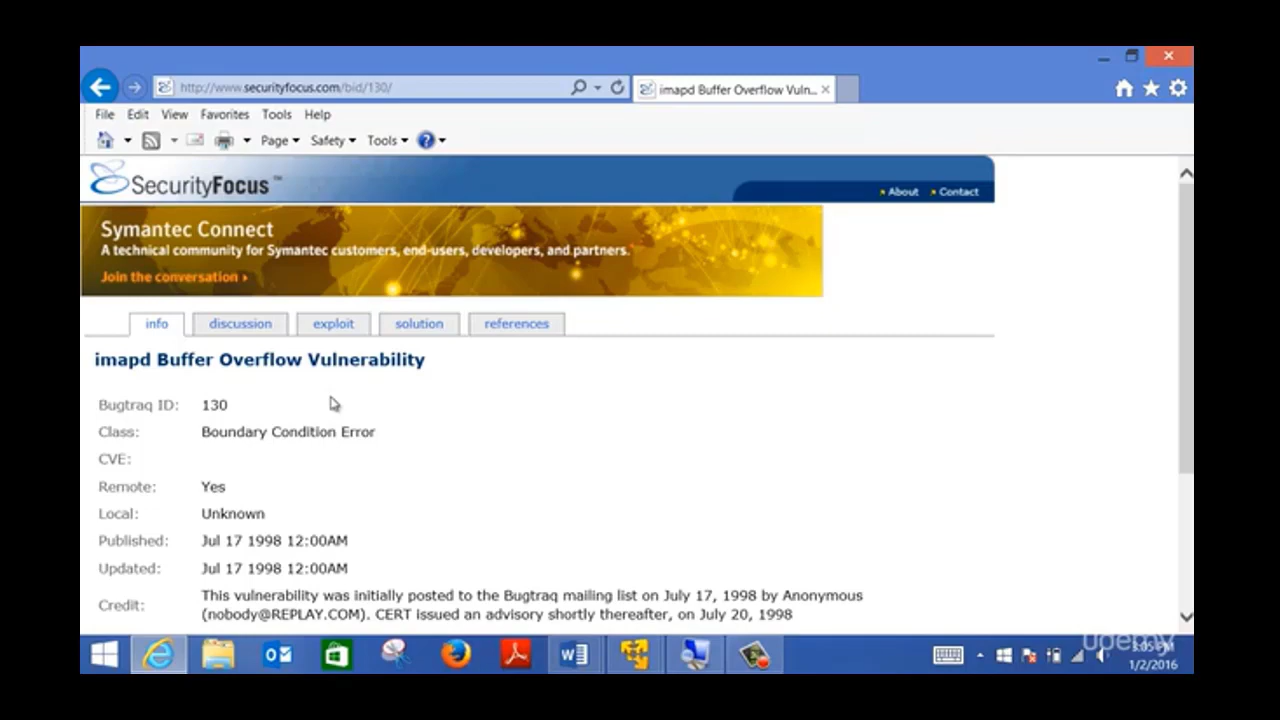 http://www.securityfocus.com/bid/130/
imapd Buffer Overflow Vuln...
File Edit View Favorites Tools Help
Page Safety Tools
SecurityFocus ™
About Contact
Symantec Connect
A technical community for Symantec customers, end-users, developers, and partners.
Join the conversation
info discussion exploit solution references
imapd Buffer Overflow Vulnerability
Bugtraq ID: 130
Class: Boundary Condition Error
CVE:
Remote: Yes
Local: Unknown
Published: Jul 17 1998 12:00AM
Updated: Jul 17 1998 12:00AM
Credit: This vulnerability was initially posted to the Bugtraq mailing list on July 17, 1998 by Anonymous
(nobody@REPLAY.COM). CERT issued an advisory shortly thereafter, on July 20, 1998
udemy
3:05 PM
1/2/2016